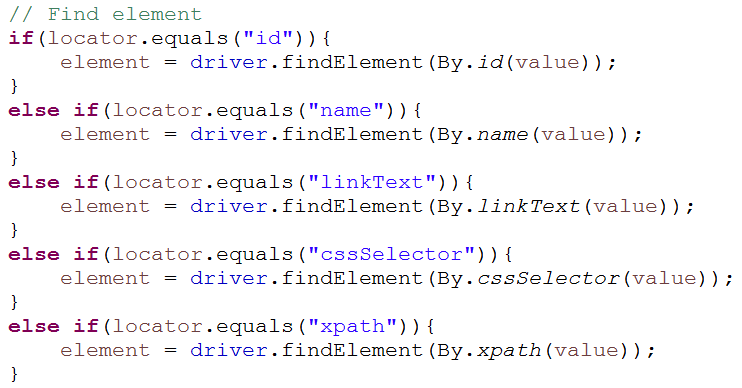 // Find element
if(locator.equals("id")){
    element = driver.findElement(By.id(value));
}
else if(locator.equals("name")){
    element = driver.findElement(By.name(value));
}
else if(locator.equals("linkText")){
    element = driver.findElement(By.linkText(value));
}
else if(locator.equals("cssSelector")){
    element = driver.findElement(By.cssSelector(value));
}
else if(locator.equals("xpath")){
    element = driver.findElement(By.xpath(value));
}